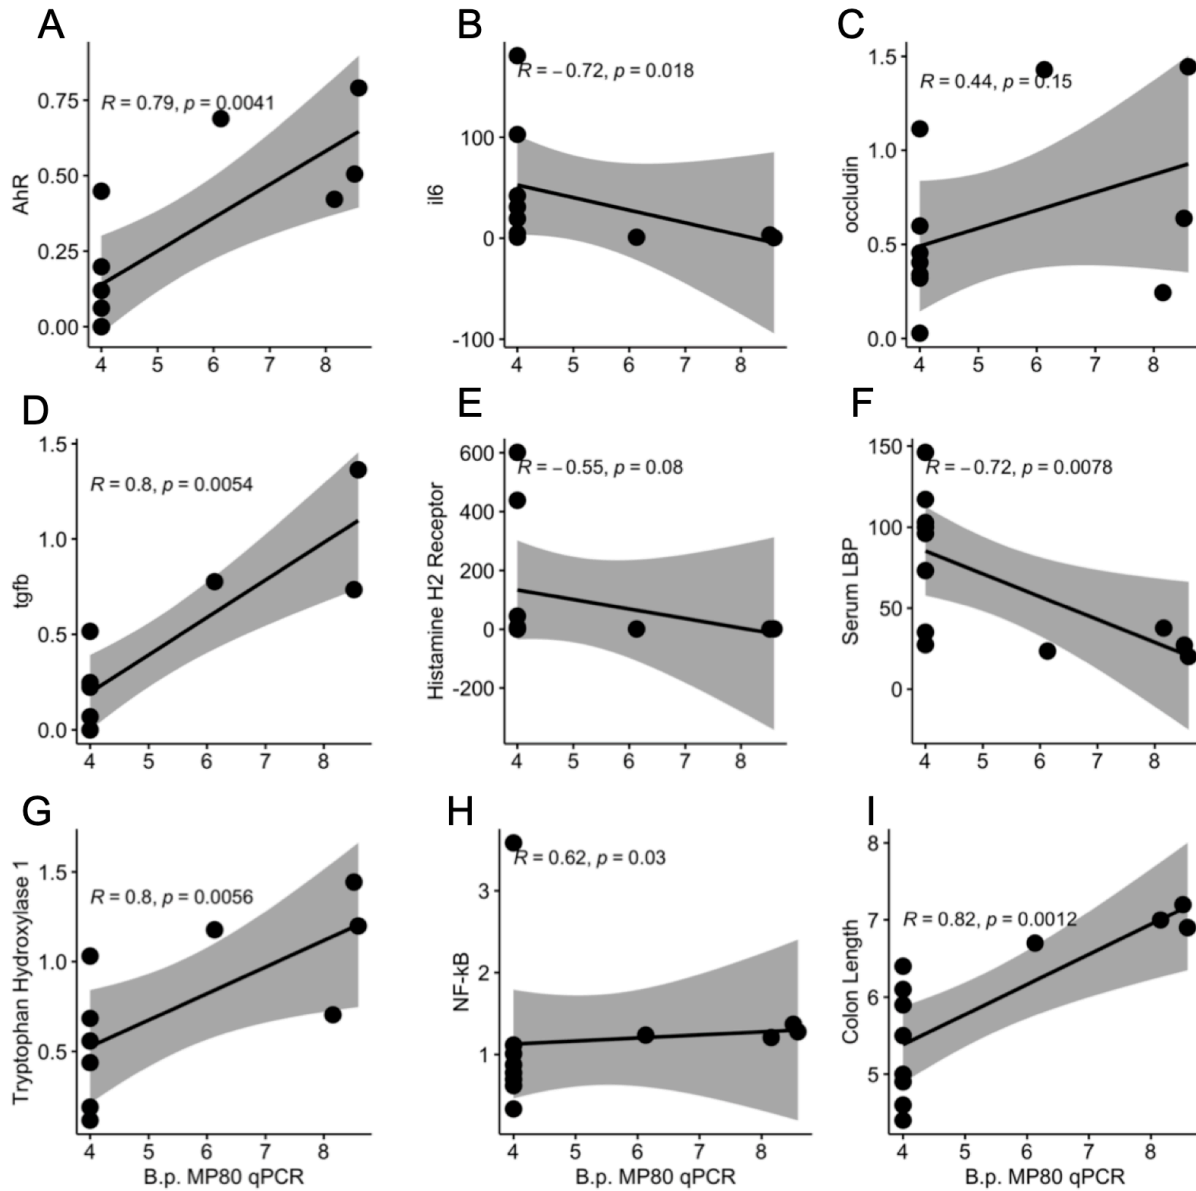 A B C
AhR
0.75
0.50
0.25
0.00
R = 0.79, p = 0.0041
4 5 6 7 8
il6
100
0
-100
R = −0.72, p = 0.018
4 5 6 7 8
occludin
1.5
1.0
0.5
0.0
R = 0.44, p = 0.15
4 5 6 7 8
D E F
tgfb
1.5
1.0
0.5
0.0
R = 0.8, p = 0.0054
4 5 6 7 8
Histamine H2 Receptor
600
400
200
0
-200
R = −0.55, p = 0.08
4 5 6 7 8
Serum LBP
150
100
50
0
R = −0.72, p = 0.0078
4 5 6 7 8
G H I
Tryptophan Hydroxylase 1
1.5
1.0
0.5
R = 0.8, p = 0.0056
4 5 6 7 8
B.p. MP80 qPCR
NF-kB
3
2
1
R = 0.62, p = 0.03
4 5 6 7 8
B.p. MP80 qPCR
Colon Length
8
7
6
5
R = 0.82, p = 0.0012
4 5 6 7 8
B.p. MP80 qPCR